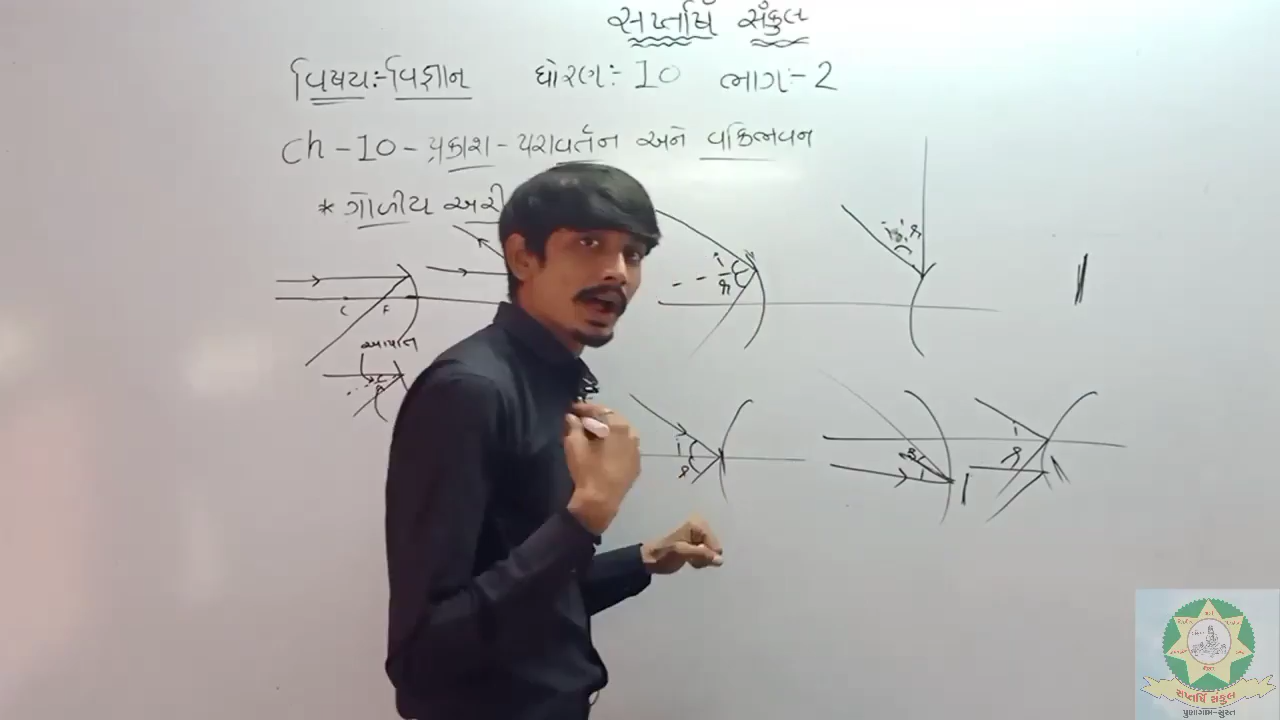 સપ્તર્ષિ સંકુલ
વિષય:-વિજ્ઞાન ધોરણ:-10 ભાગ:-2
Ch-10-પ્રકાશ-પરાવર્તન અને વક્રિભવન
* ગોળીય અરી
i
r
i r
C F
આપાત
i
r
r
i
i
r
સપ્તર્ષિ સંકુલ
પુણાગામ-સુરત